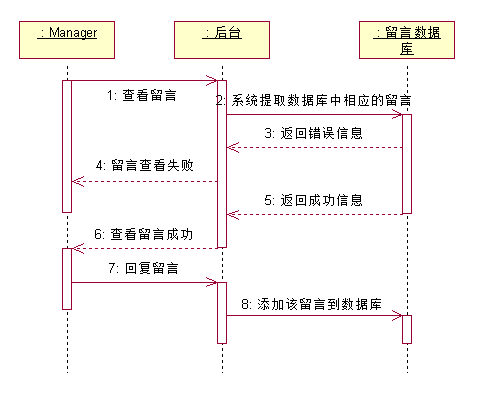 : Manager
: 后台
: 留言数据
库
1: 查看留言
2: 系统提取数据库中相应的留言
3: 返回错误信息
4: 留言查看失败
5: 返回成功信息
6: 查看留言成功
7: 回复留言
8: 添加该留言到数据库